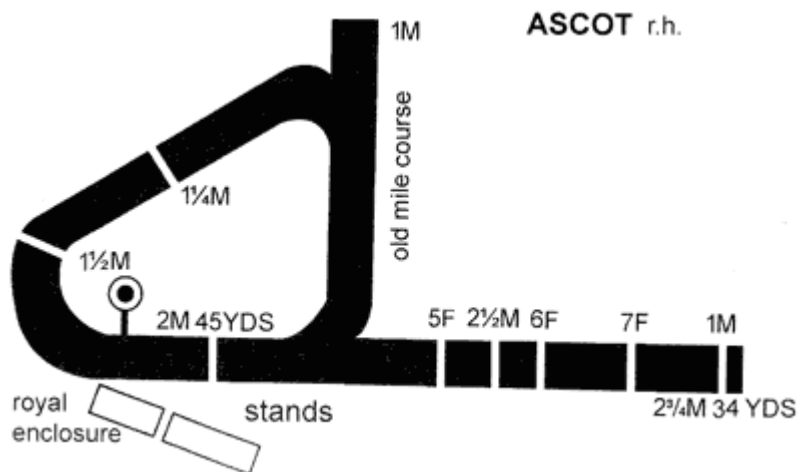 ASCOT r.h.
1M
old mile course
1¼M
1½M
2M 45YDS
5F
2½M
6F
7F
1M
2¾M 34 YDS
royal
enclosure
stands